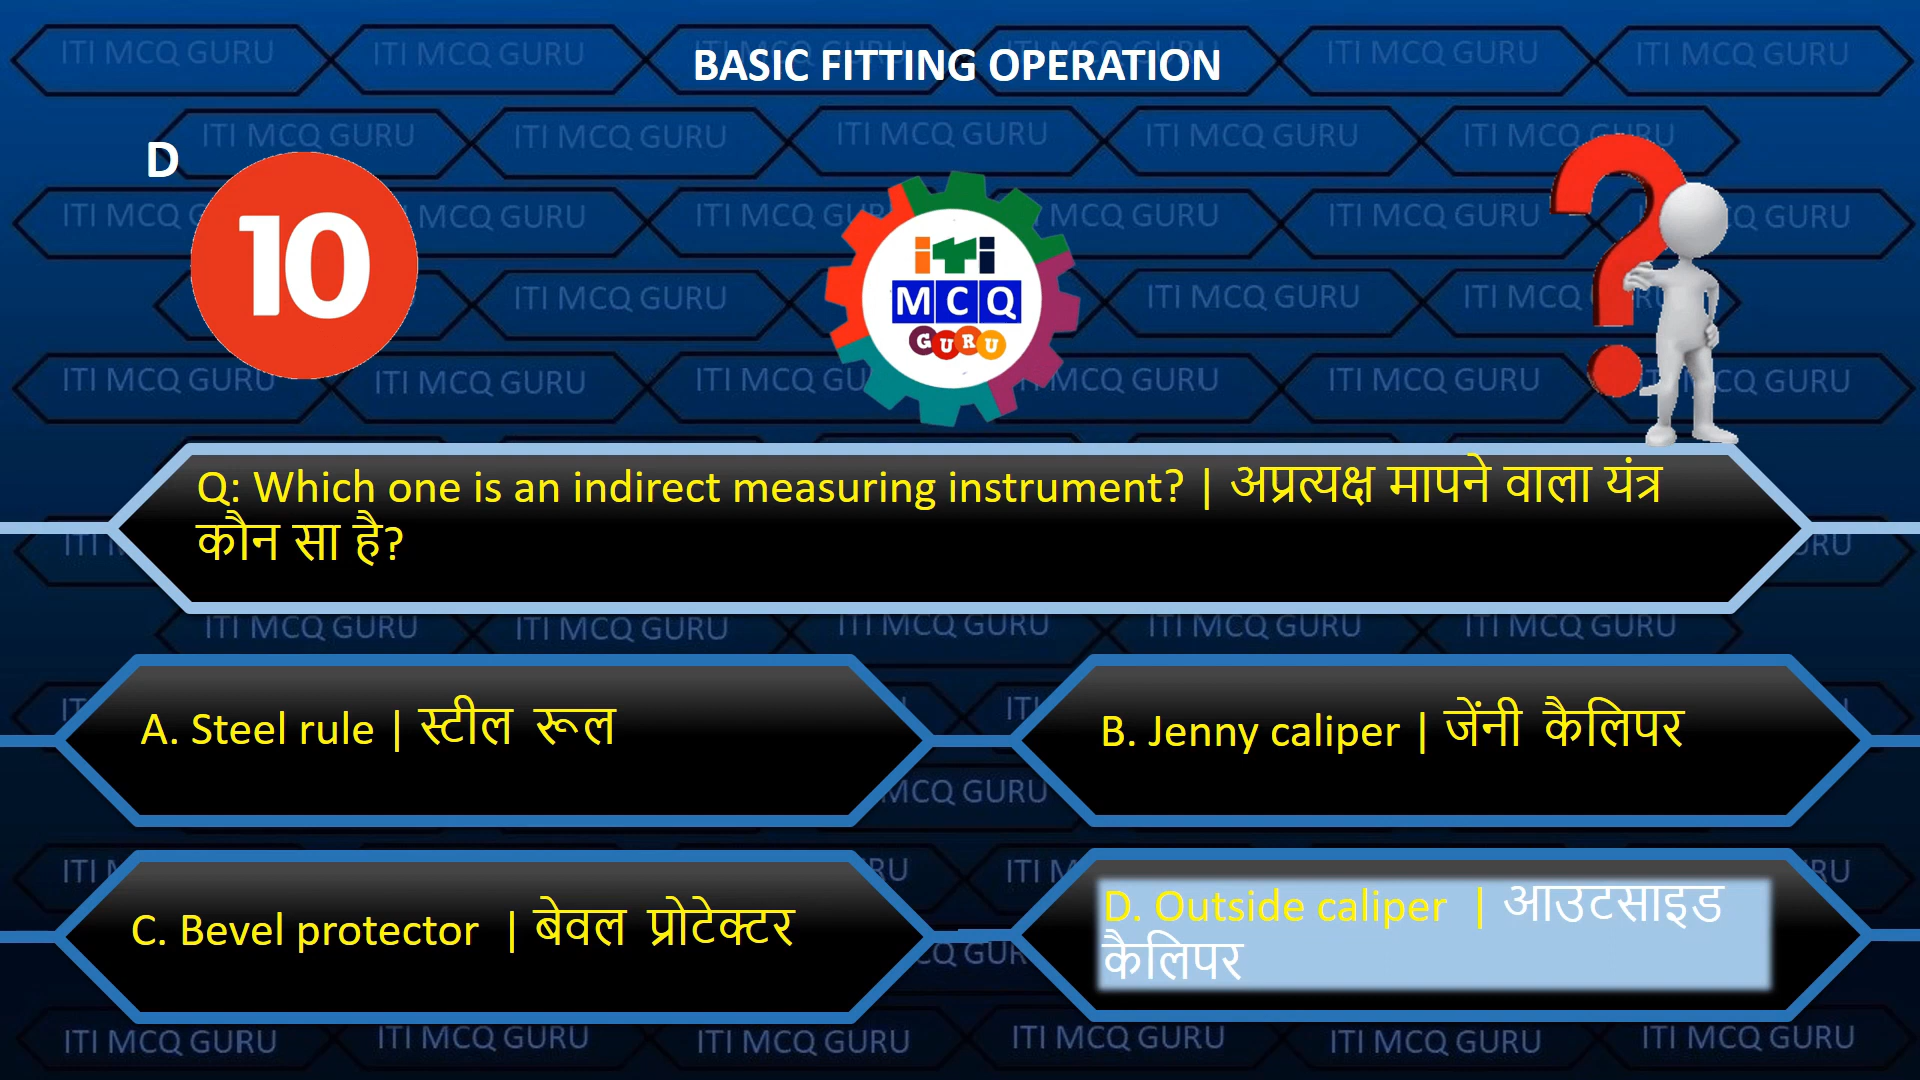 BASIC FITTING OPERATION
D
10
iTi
MCQ
GURU
Q: Which one is an indirect measuring instrument? | अप्रत्यक्ष मापने वाला यंत्र
कौन सा है?
A. Steel rule | स्टील रूल
B. Jenny caliper | जेंनी कैलिपर
C. Bevel protector | बेवल प्रोटेक्टर
D. Outside caliper | आउटसाइड
कैलिपर
ITI MCQ GURU